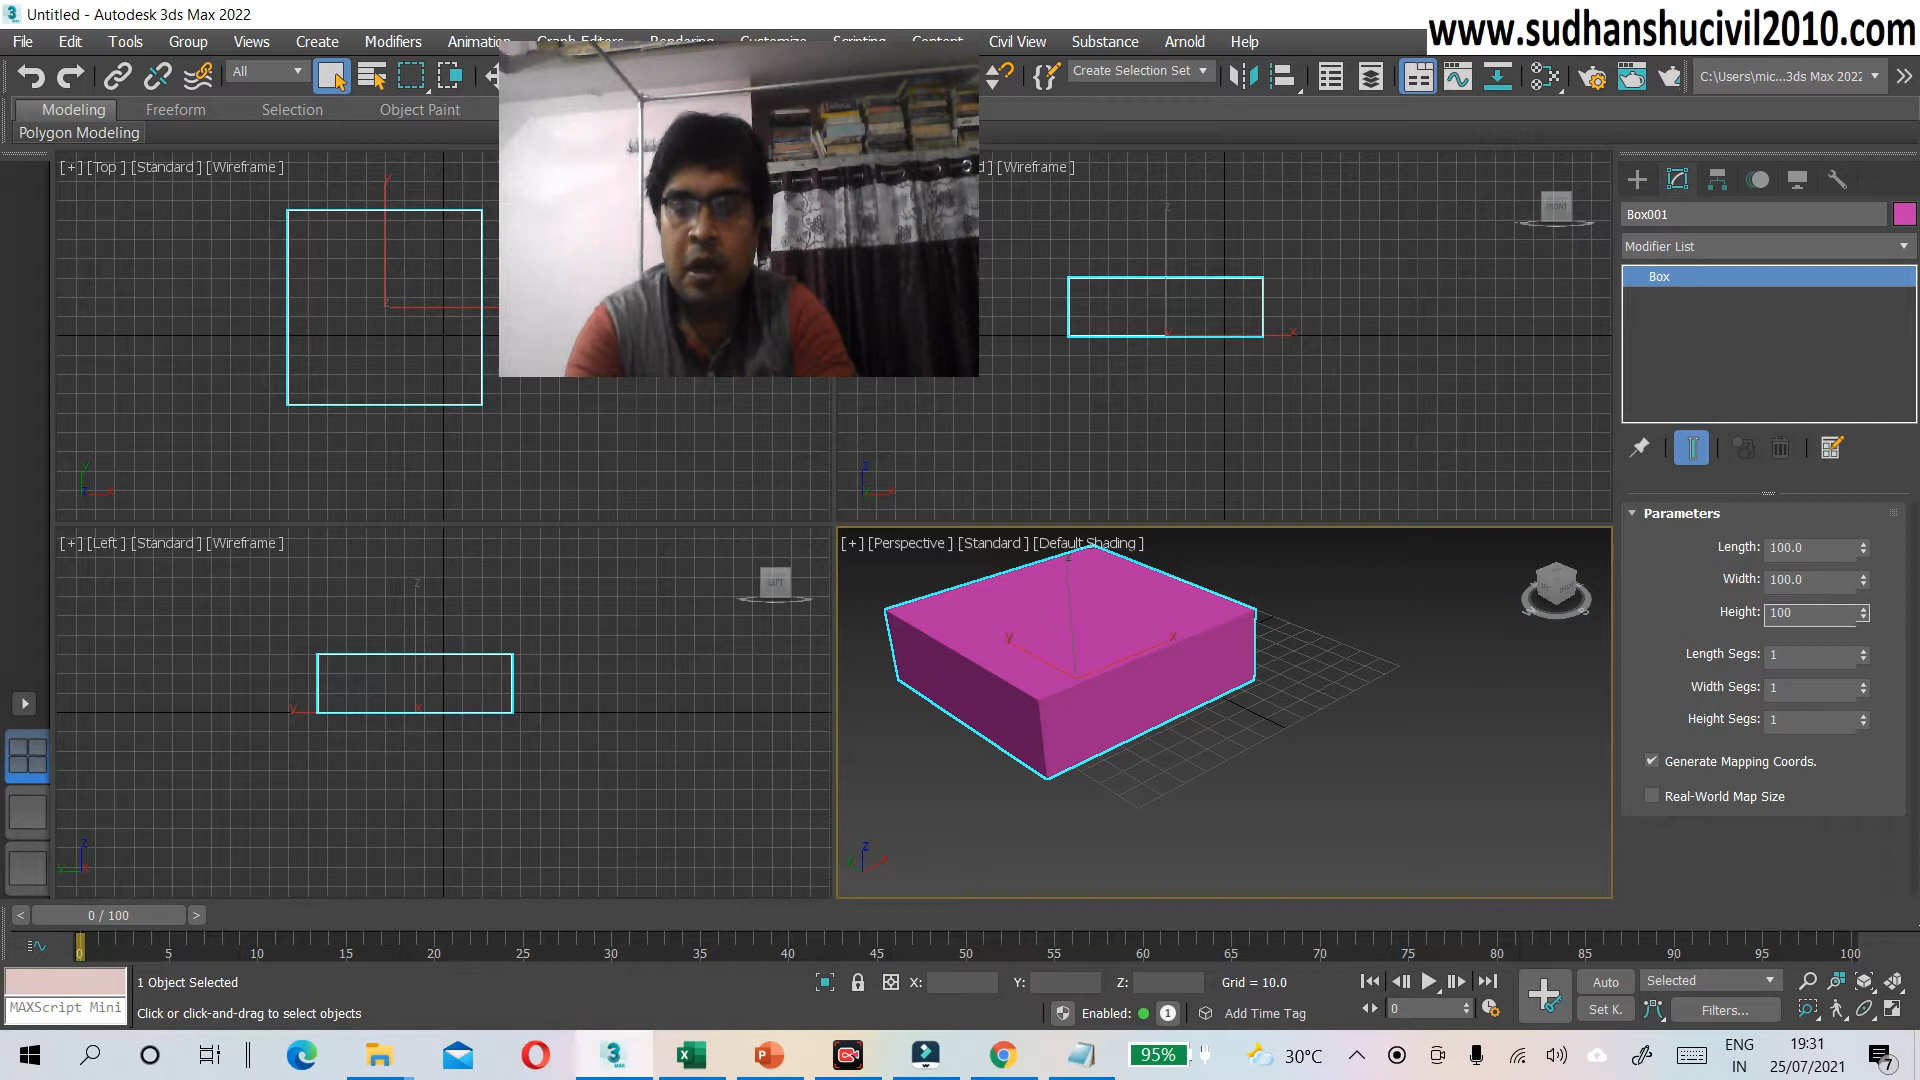 Untitled - Autodesk 3ds Max 2022
www.sudhanshucivil2010.com
File Edit Tools Group Views Create Modifiers Animation Civil View Substance Arnold Help
All
Create Selection Set
C:\Users\mic...3ds Max 2022
Modeling Freeform Selection Object Paint
Polygon Modeling
[+] [Top ] [Standard ] [Wireframe ]
[Wireframe ]
FRONT
Box001
Modifier List
Box
[+] [Left ] [Standard ] [Wireframe ]
LEFT
[+] [Perspective ] [Standard ] [Default Shading ]
Parameters
Length: 100.0
Width: 100.0
Height: 100
Length Segs: 1
Width Segs: 1
Height Segs: 1
Generate Mapping Coords.
Real-World Map Size
< 0 / 100 >
0 5 10 15 20 25 30 35 40 45 50 55 60 65 70 75 80 85 90 95 100
1 Object Selected
X: Y: Z: Grid = 10.0
Auto Selected
MAXScript Mini
Click or click-and-drag to select objects
Enabled: 1 Add Time Tag
0
Set K. Filters...
95% 30°C ENG IN 19:31 25/07/2021 7